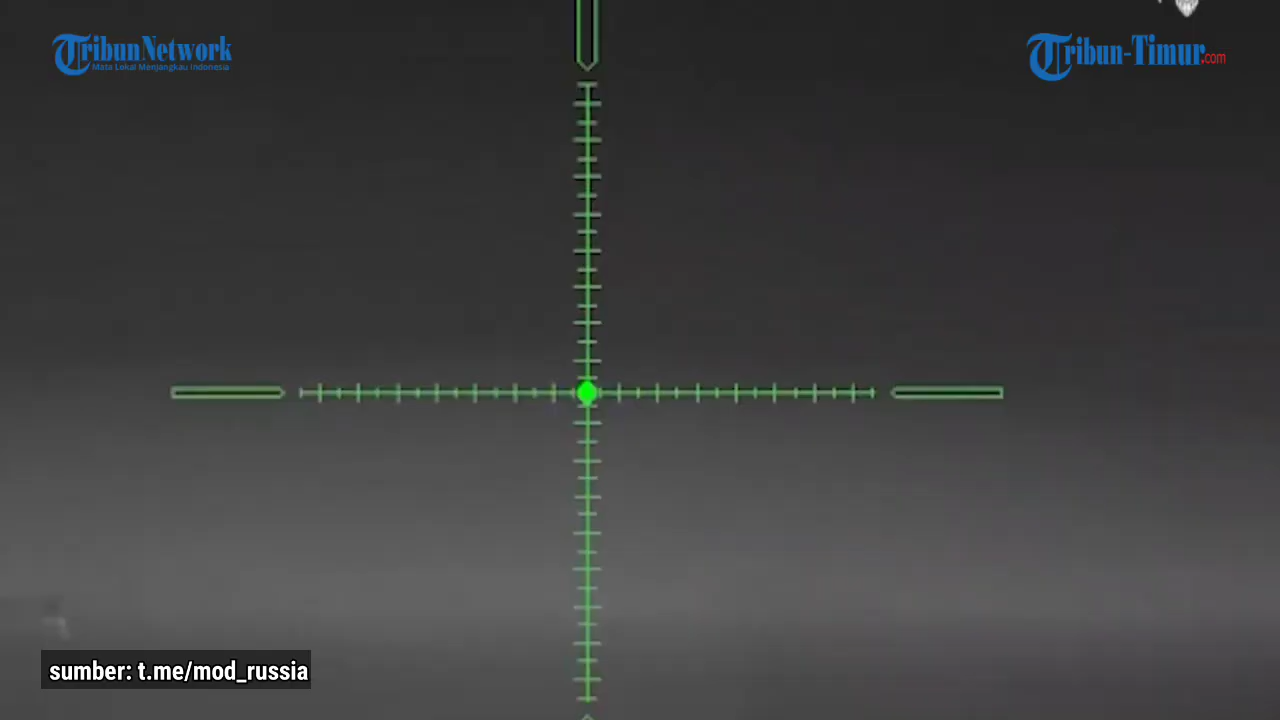 TribunNetwork
Mata Lokal Menjangkau Indonesia
Tribun-Timur.com
sumber: t.me/mod_russia